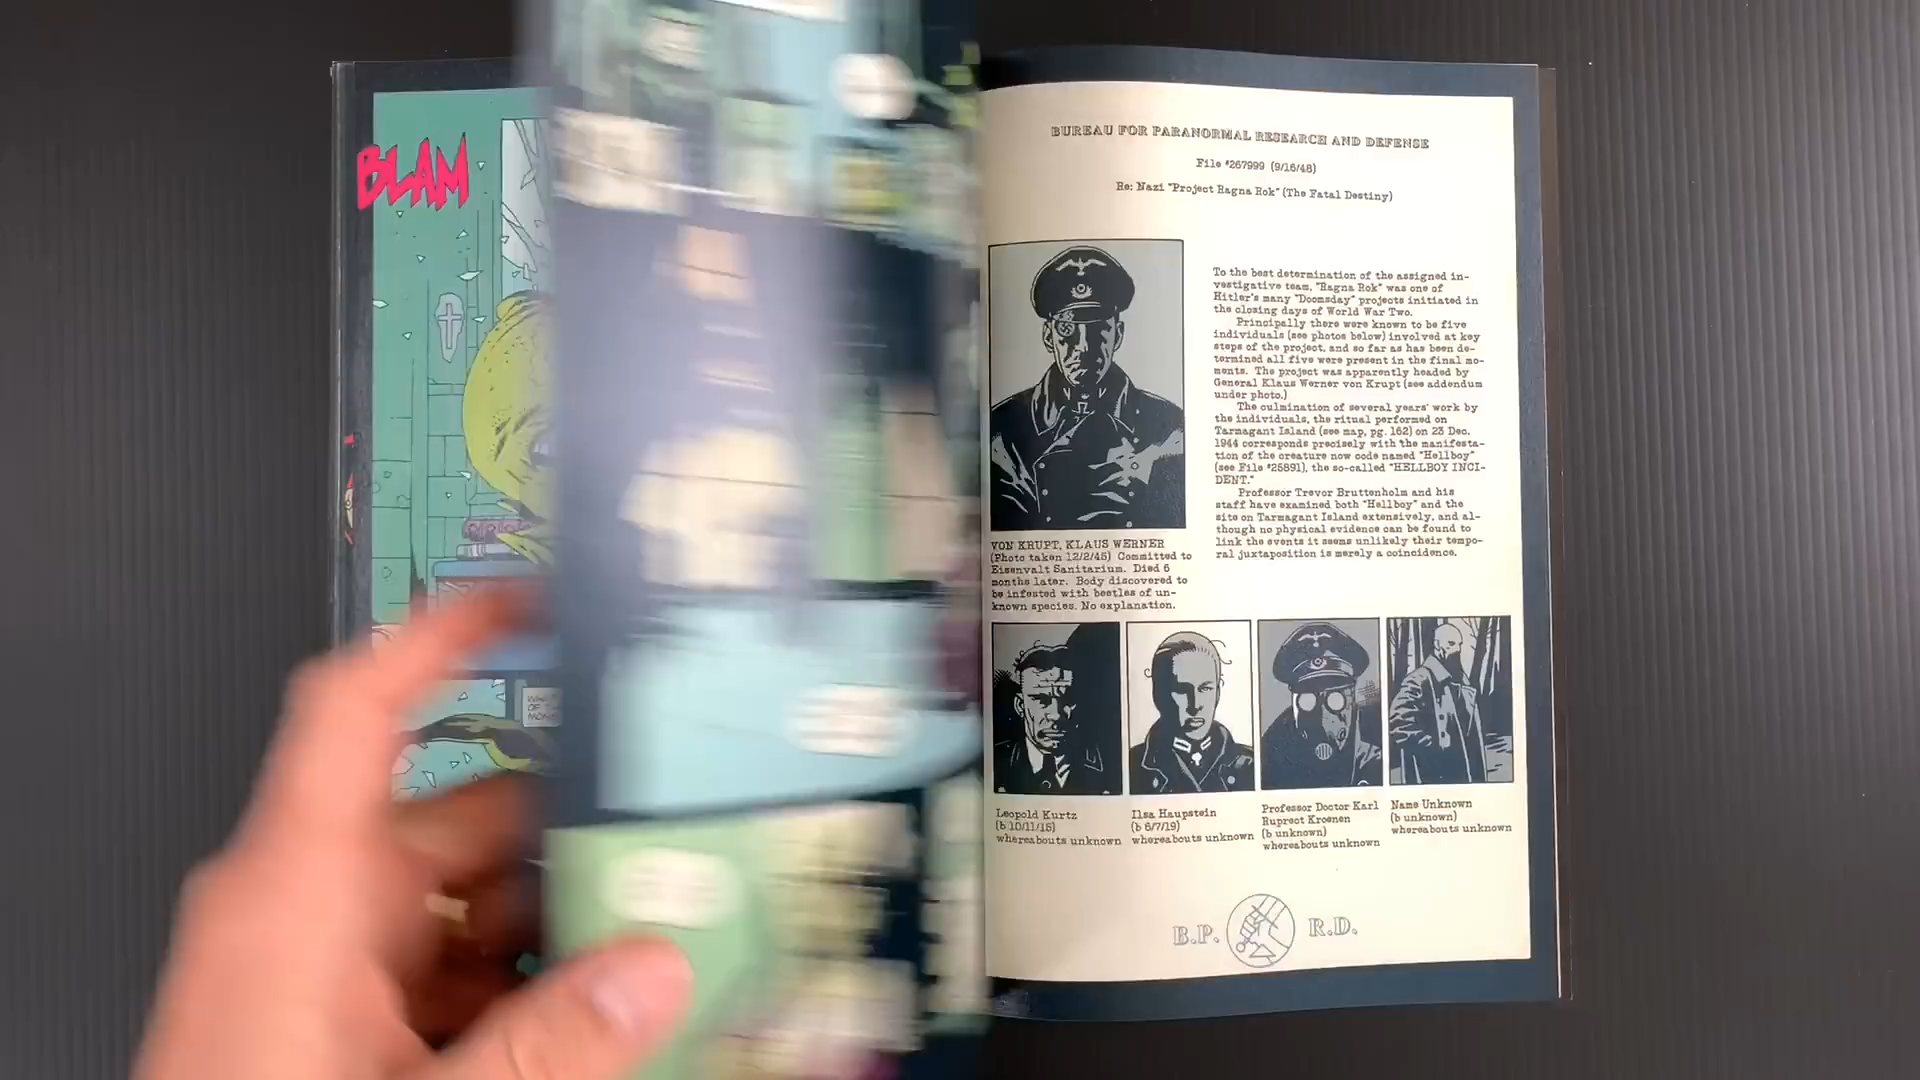 BLAM
BUREAU FOR PARANORMAL RESEARCH AND DEFENSE
File #267999 (9/16/48)
Re: Nazi "Project Ragna Rok" (The Fatal Destiny)
To the best determination of the assigned in-
vestigative team, "Ragna Rok" was one of
Hitler's many "Doomsday" projects initiated in
the closing days of World War Two.
Principally there were known to be five
individuals (see photos below) involved at key
steps of the project, and so far as has been de-
termined all five were present in the final mo-
ments. The project was apparently headed by
General Klaus Werner von Krupt (see addendum
under photo.)
The culmination of several years' work by
the individuals, the ritual performed on
Tarmagant Island (see map, pg. 162) on 23 Dec.
1944 corresponds precisely with the manifesta-
tion of the creature now code named "Hellboy"
(see File #25891), the so-called "HELLBOY INCI-
DENT."
Professor Trevor Bruttenholm and his
staff have examined both "Hellboy" and the
site on Tarmagant Island extensively, and al-
though no physical evidence can be found to
link the events it seems unlikely their tempo-
ral juxtaposition is merely a coincidence.
VON KRUPT, KLAUS WERNER
(Photo taken 12/2/45) Committed to
Eisenvalt Sanitarium. Died 6
months later. Body discovered to
be infested with beetles of un-
known species. No explanation.
Leopold Kurtz
(b 10/11/15)
whereabouts unknown
Ilsa Haupstein
(b 6/7/19)
whereabouts unknown
Professor Doctor Karl
Ruprect Kroenen
(b unknown)
whereabouts unknown
Name Unknown
(b unknown)
whereabouts unknown
B.P. R.D.